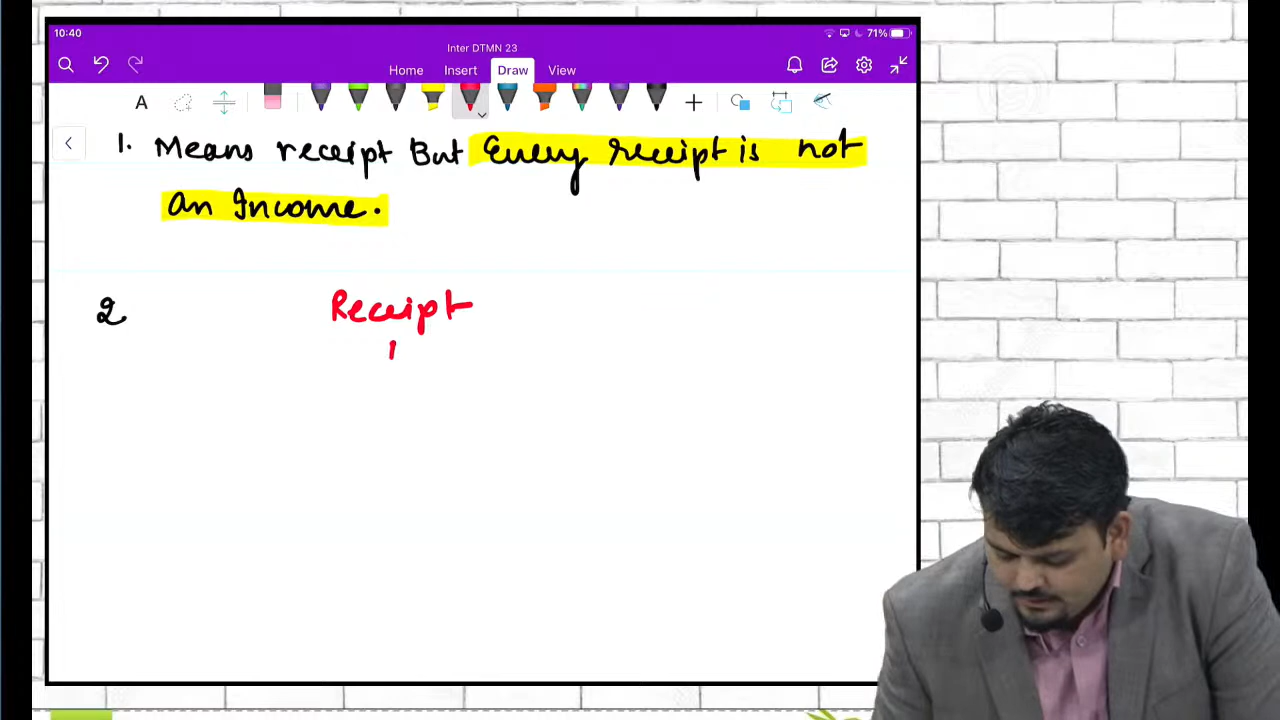 10:40
71%
Inter DTMN 23
Home Insert Draw View
A
1. Means receipt But Every receipt is not
an Income.
2 Receipt